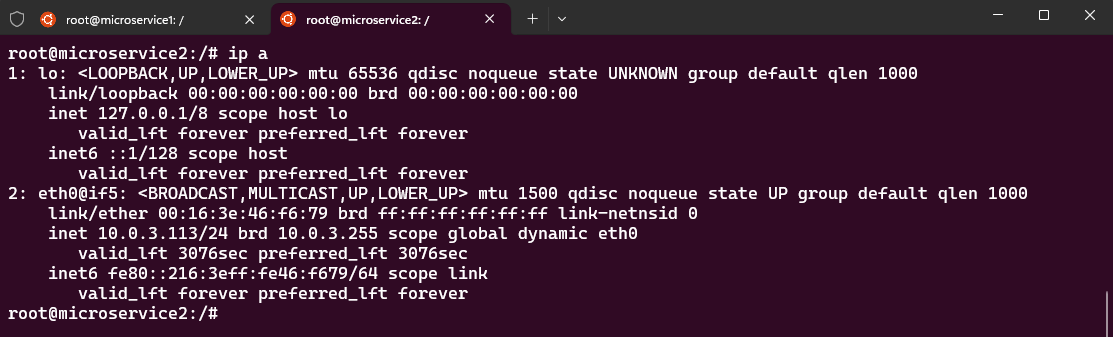 root@microservice1: /
root@microservice2: /
root@microservice2:/# ip a
1: lo: <LOOPBACK,UP,LOWER_UP> mtu 65536 qdisc noqueue state UNKNOWN group default qlen 1000
    link/loopback 00:00:00:00:00:00 brd 00:00:00:00:00:00
    inet 127.0.0.1/8 scope host lo
       valid_lft forever preferred_lft forever
    inet6 ::1/128 scope host
       valid_lft forever preferred_lft forever
2: eth0@if5: <BROADCAST,MULTICAST,UP,LOWER_UP> mtu 1500 qdisc noqueue state UP group default qlen 1000
    link/ether 00:16:3e:46:f6:79 brd ff:ff:ff:ff:ff:ff link-netnsid 0
    inet 10.0.3.113/24 brd 10.0.3.255 scope global dynamic eth0
       valid_lft 3076sec preferred_lft 3076sec
    inet6 fe80::216:3eff:fe46:f679/64 scope link
       valid_lft forever preferred_lft forever
root@microservice2:/#